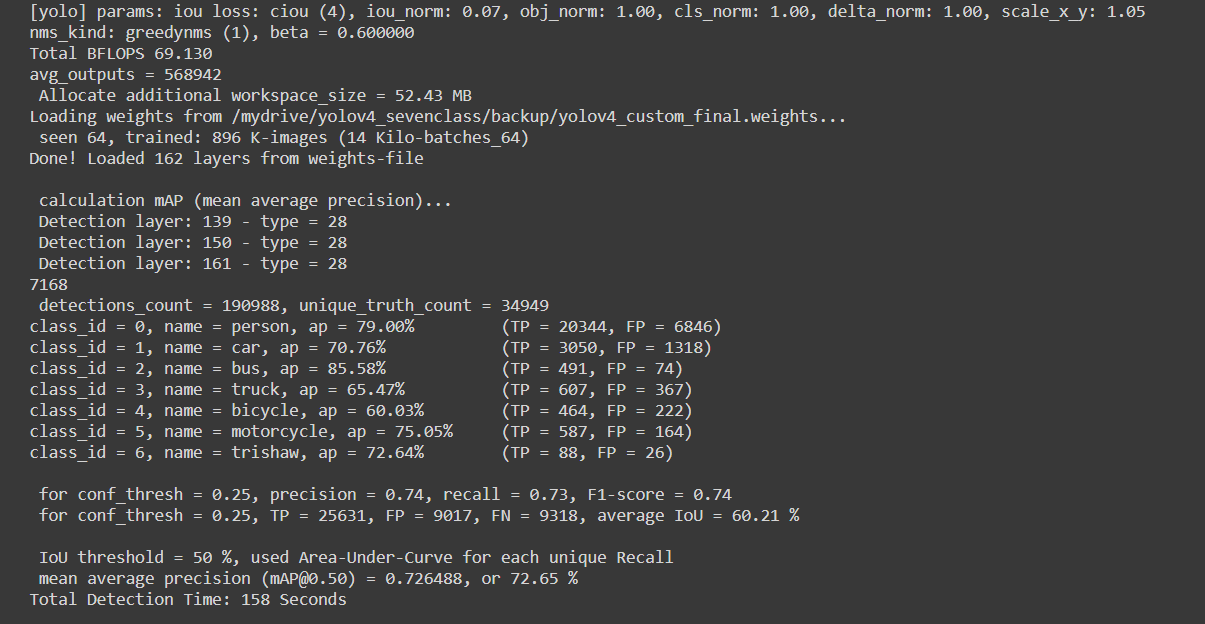 [yolo] params: iou loss: ciou (4), iou_norm: 0.07, obj_norm: 1.00, cls_norm: 1.00, delta_norm: 1.00, scale_x_y: 1.05
nms_kind: greedynms (1), beta = 0.600000
Total BFLOPS 69.130
avg_outputs = 568942
Allocate additional workspace_size = 52.43 MB
Loading weights from /mydrive/yolov4_sevenclass/backup/yolov4_custom_final.weights...
seen 64, trained: 896 K-images (14 Kilo-batches_64)
Done! Loaded 162 layers from weights-file
calculation mAP (mean average precision)...
Detection layer: 139 - type = 28
Detection layer: 150 - type = 28
Detection layer: 161 - type = 28
7168
detections_count = 190988, unique_truth_count = 34949
class_id = 0, name = person, ap = 79.00% (TP = 20344, FP = 6846)
class_id = 1, name = car, ap = 70.76% (TP = 3050, FP = 1318)
class_id = 2, name = bus, ap = 85.58% (TP = 491, FP = 74)
class_id = 3, name = truck, ap = 65.47% (TP = 607, FP = 367)
class_id = 4, name = bicycle, ap = 60.03% (TP = 464, FP = 222)
class_id = 5, name = motorcycle, ap = 75.05% (TP = 587, FP = 164)
class_id = 6, name = trishaw, ap = 72.64% (TP = 88, FP = 26)
for conf_thresh = 0.25, precision = 0.74, recall = 0.73, F1-score = 0.74
for conf_thresh = 0.25, TP = 25631, FP = 9017, FN = 9318, average IoU = 60.21 %
IoU threshold = 50 %, used Area-Under-Curve for each unique Recall
mean average precision (mAP@0.50) = 0.726488, or 72.65 %
Total Detection Time: 158 Seconds